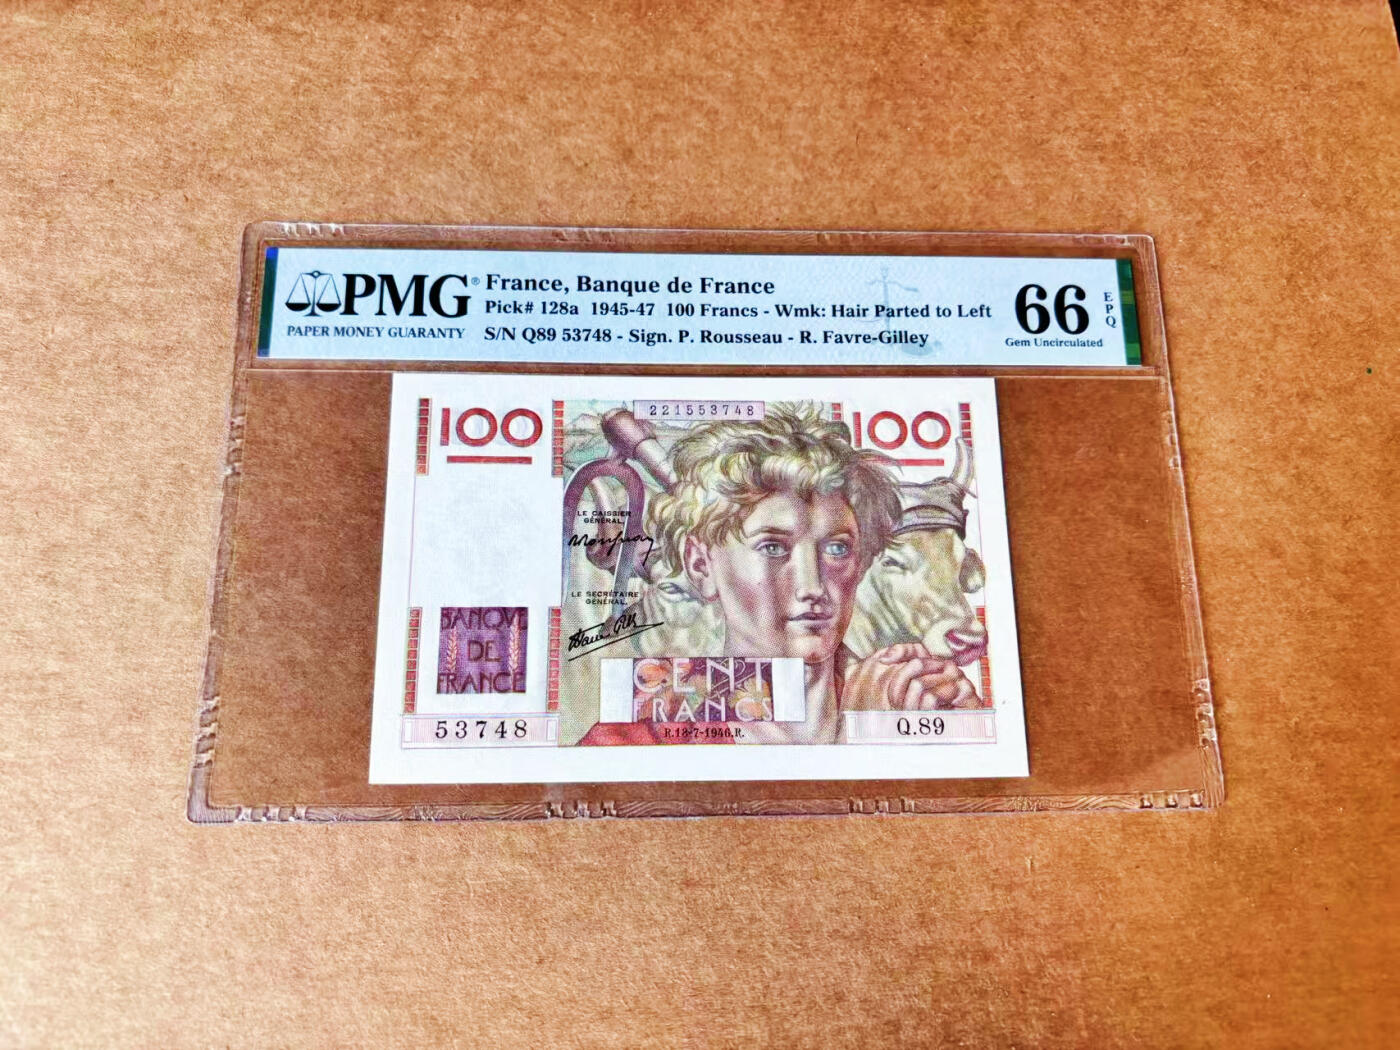 PMG®
PAPER MONEY GUARANTY
France, Banque de France
Pick# 128a 1945-47 100 Francs - Wmk: Hair Parted to Left
S/N Q89 53748 - Sign. P. Rousseau - R. Favre-Gilley
66
EPQ
Gem Uncirculated
100
221553748
100
LE CAISSIER
GÉNÉRAL,
LE SECRÉTAIRE
GÉNÉRAL,
BANQVE
DE
FRANCE
CENT
FRANCS
53748
R.18-7-1946.R.
Q.89